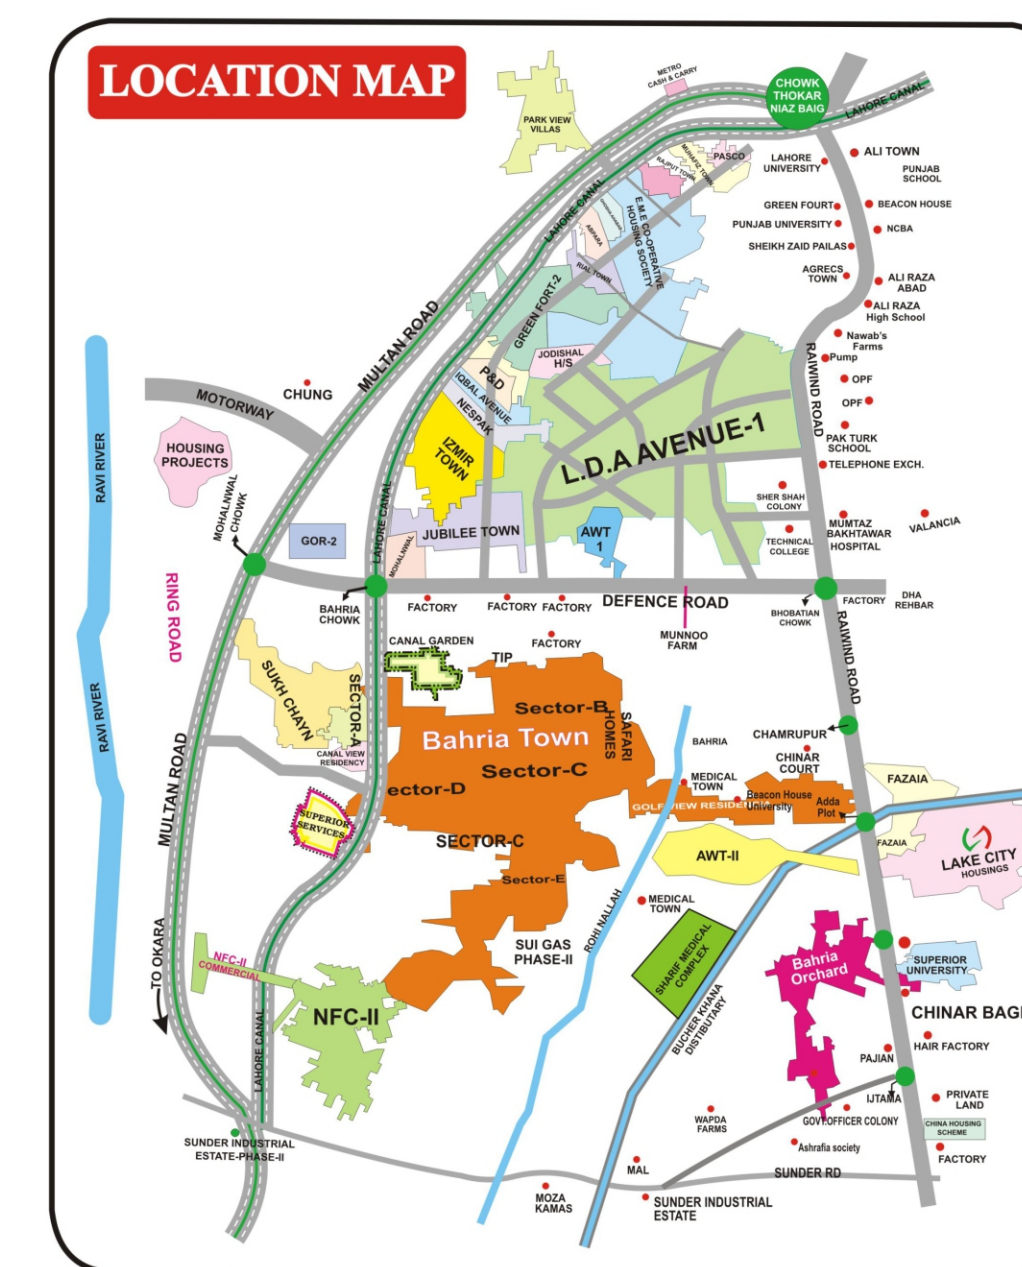 LOCATION MAP
METRO
CASH & CARRY
CHOWK
THOKAR
NIAZ BAIG
LAHORE CANAL
PARK VIEW
VILLAS
MUHAFIZ TOWN
PASCO
RAJPUT TOWN
LAHORE
UNIVERSITY
ALI TOWN
PUNJAB
SCHOOL
LAHORE CANAL
E.M.E CO-OPERATIVE
HOUSING SOCIETY
ABPARA
GREEN FOURT
BEACON HOUSE
PUNJAB UNIVERSITY
NCBA
SHEIKH ZAID PAILAS
RIAL TOWN
AGRECS
TOWN
ALI RAZA
ABAD
ALI RAZA
High School
GREEN FORT-2
MULTAN ROAD
Nawab's
Farms
Pump
JODISHAL
H/S
RAIWIND ROAD
P&D
IQBAL AVENUE
NESPAK
OPF
OPF
CHUNG
MOTORWAY
L.D.A AVENUE-1
PAK TURK
SCHOOL
IZMIR
TOWN
HOUSING
PROJECTS
TELEPHONE EXCH.
RAVI RIVER
MOHALNWAL
CHOWK
LAHORE CANAL
SHER SHAH
COLONY
GOR-2
JUBILEE TOWN
AWT
1
MUMTAZ
BAKHTAWAR
HOSPITAL
VALANCIA
TECHNICAL
COLLEGE
MOHALNWAL
RING ROAD
BAHRIA
CHOWK
FACTORY
FACTORY
FACTORY
DEFENCE ROAD
BHOBATIAN
CHOWK
FACTORY
DHA
REHBAR
MUNNOO
FARM
CANAL GARDEN
FACTORY
TIP
RAIWIND ROAD
SUKH CHAYN
SECTOR-A
RAVI RIVER
Sector-B
SAFARI
HOMES
Bahria Town
BAHRIA
CHAMRUPUR
CHINAR
COURT
CANAL VIEW
RESIDENCY
Sector-C
MEDICAL
TOWN
FAZAIA
ector-D
MULTAN ROAD
GOLF VIEW RESIDENTIAL
Beacon House
University
Adda
Plot
SUPERIOR
SERVICES
SECTOR-C
FAZAIA
LAKE CITY
HOUSINGS
AWT-II
Sector-E
MEDICAL
TOWN
ROHI NALLAH
TO OKARA
SUI GAS
PHASE-II
SHARIF MEDICAL
COMPLEX
NFC-II
COMMERCIAL
Bahria
Orchard
SUPERIOR
UNIVERSITY
BUCHER KHANA
DISTIBUTARY
NFC-II
CHINAR BAGH
HAIR FACTORY
PAJIAN
LAHORE CANAL
IJTAMA
PRIVATE
LAND
WAPDA
FARMS
GOVT.OFFICER COLONY
CHINA HOUSING
SCHEME
SUNDER INDUSTRIAL
ESTATE-PHASE-II
Ashrafia society
FACTORY
MAL
SUNDER RD
MOZA
KAMAS
SUNDER INDUSTRIAL
ESTATE